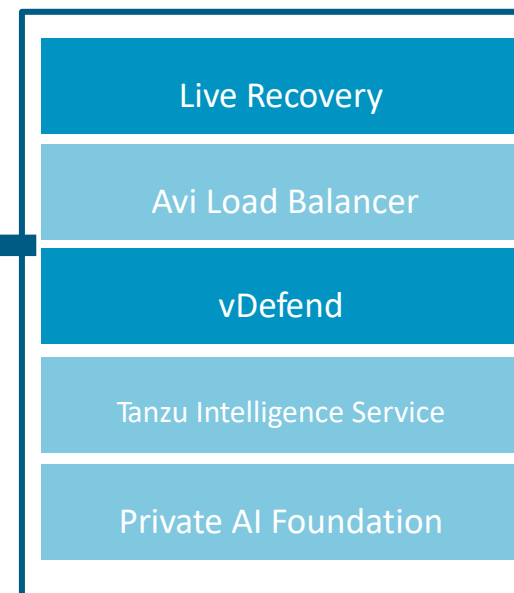 Live Recovery
Avi Load Balancer
vDefend
Tanzu Intelligence Service
Private AI Foundation